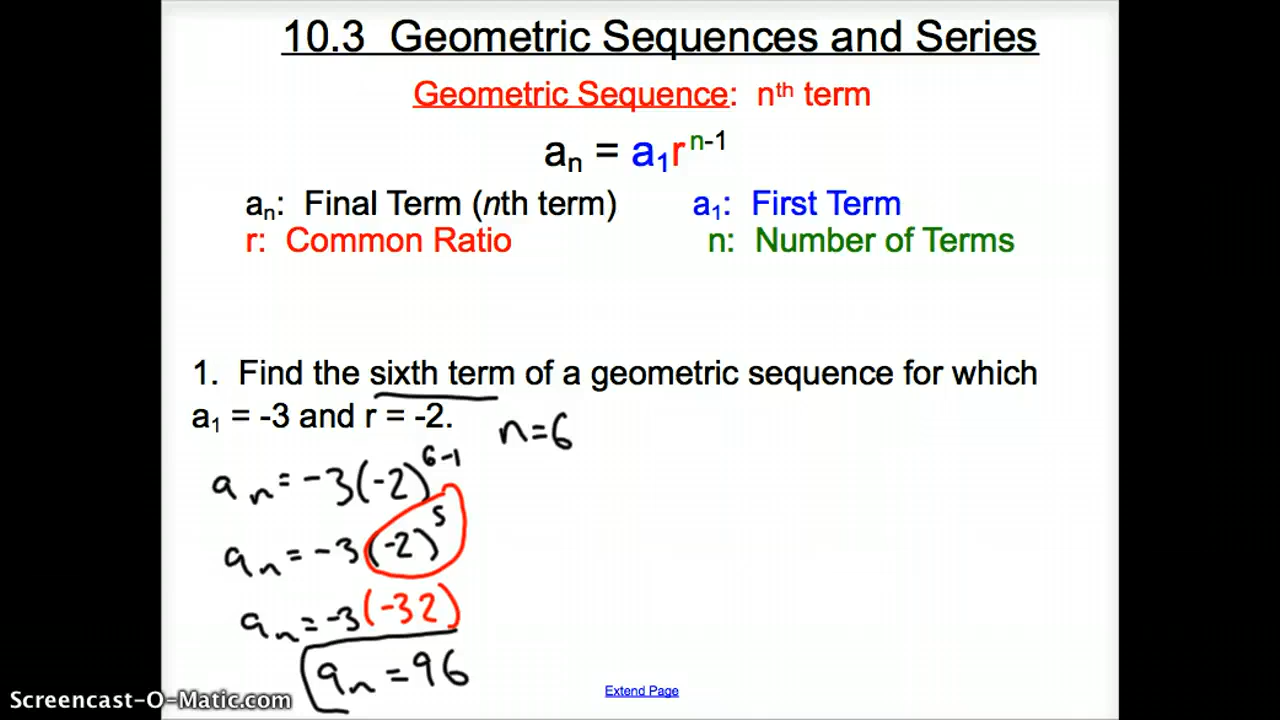 10.3 Geometric Sequences and Series
Geometric Sequence: nth term
aₙ = a₁rⁿ⁻¹
aₙ: Final Term (nth term) a₁: First Term
r: Common Ratio n: Number of Terms
1. Find the sixth term of a geometric sequence for which
a₁ = -3 and r = -2.
n=6
aₙ = -3(-2)⁶⁻¹
aₙ = -3(-2)⁵
aₙ = -3(-32)
aₙ = 96
Extend Page
Screencast-O-Matic.com